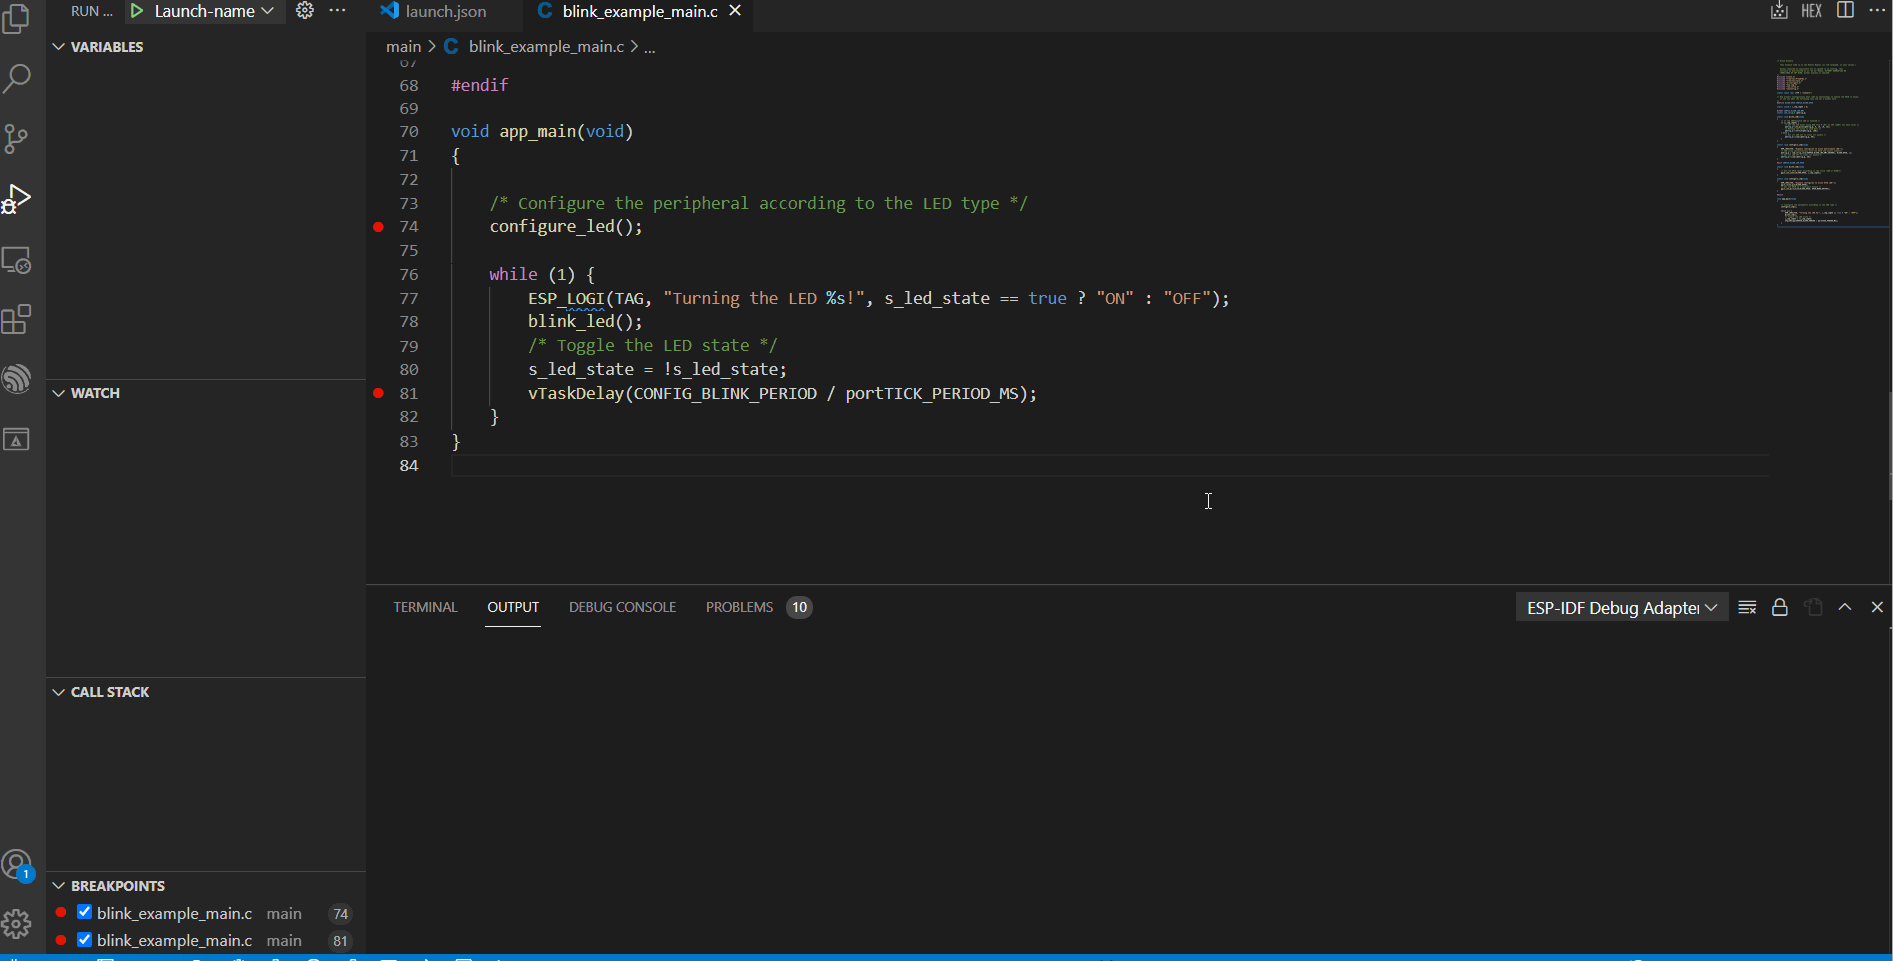 RUN ... Launch-name ...
VARIABLES
WATCH
CALL STACK
BREAKPOINTS
blink_example_main.c main 74
blink_example_main.c main 81
1
launch.json C blink_example_main.c HEX ...
main > C blink_example_main.c > ...
67
68 #endif
69
70 void app_main(void)
71 {
72
73 /* Configure the peripheral according to the LED type */
74 configure_led();
75
76 while (1) {
77 ESP_LOGI(TAG, "Turning the LED %s!", s_led_state == true ? "ON" : "OFF");
78 blink_led();
79 /* Toggle the LED state */
80 s_led_state = !s_led_state;
81 vTaskDelay(CONFIG_BLINK_PERIOD / portTICK_PERIOD_MS);
82 }
83 }
84
TERMINAL OUTPUT DEBUG CONSOLE PROBLEMS 10 ESP-IDF Debug Adapter